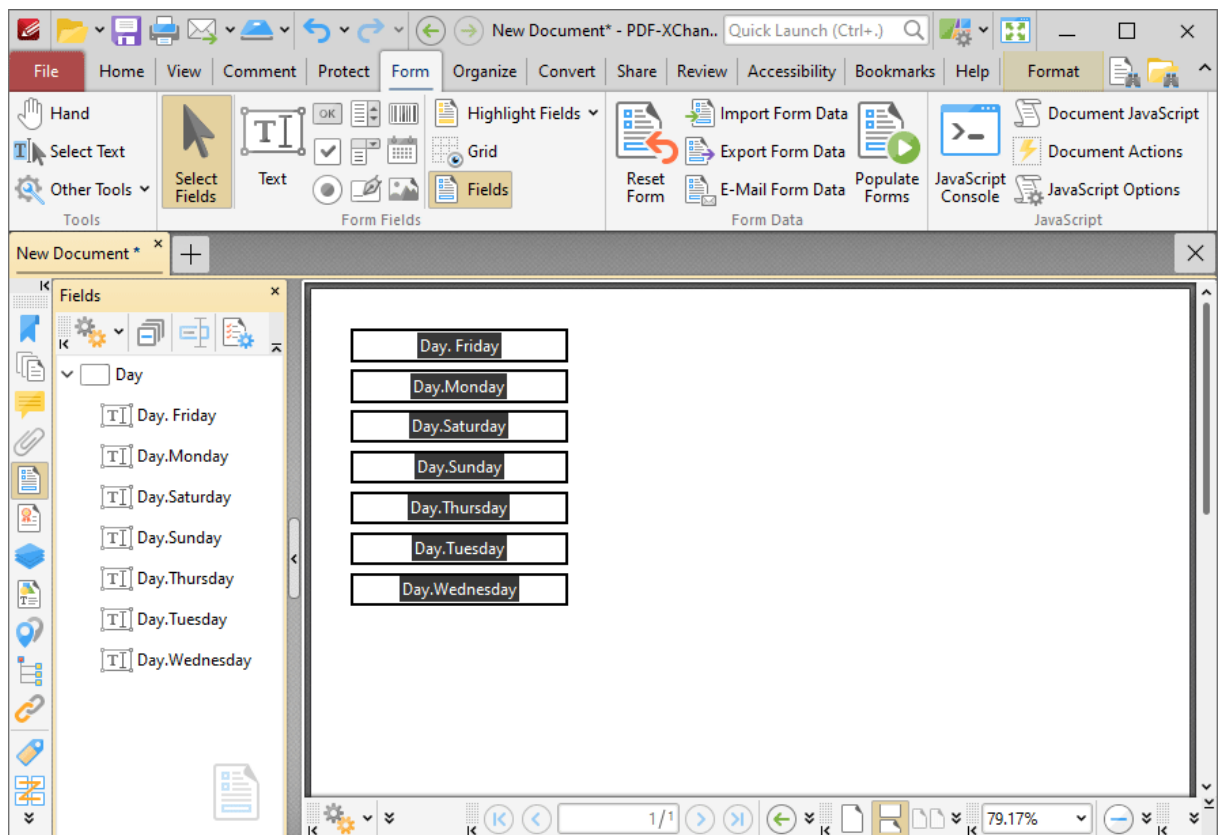 New Document* - PDF-XChan.. Quick Launch (Ctrl+.)
File Home View Comment Protect Form Organize Convert Share Review Accessibility Bookmarks Help Format
Hand
Select Text
Other Tools
Tools
Select Fields
Text
OK
Highlight Fields
Grid
Fields
Form Fields
Reset Form
Import Form Data
Export Form Data
E-Mail Form Data
Populate Forms
Form Data
JavaScript Console
Document JavaScript
Document Actions
JavaScript Options
JavaScript
New Document *
Fields
Day
Day. Friday
Day.Monday
Day.Saturday
Day.Sunday
Day.Thursday
Day.Tuesday
Day.Wednesday
Day. Friday
Day.Monday
Day.Saturday
Day.Sunday
Day.Thursday
Day.Tuesday
Day.Wednesday
1/1
79.17%